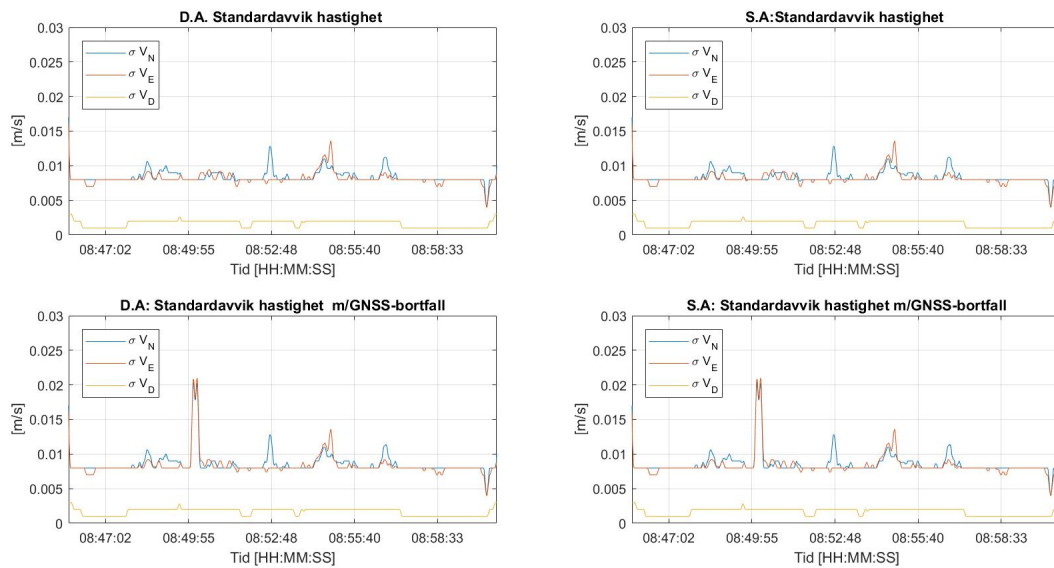 D.A. Standardavvik hastighet
0.03
0.025
0.02
0.015
0.01
0.005
0
[m/s]
σ V_N
σ V_E
σ V_D
08:47:02 08:49:55 08:52:48 08:55:40 08:58:33
Tid [HH:MM:SS]
S.A:Standardavvik hastighet
0.03
0.025
0.02
0.015
0.01
0.005
0
[m/s]
σ V_N
σ V_E
σ V_D
08:47:02 08:49:55 08:52:48 08:55:40 08:58:33
Tid [HH:MM:SS]
D.A: Standardavvik hastighet m/GNSS-bortfall
0.03
0.025
0.02
0.015
0.01
0.005
0
[m/s]
σ V_N
σ V_E
σ V_D
08:47:02 08:49:55 08:52:48 08:55:40 08:58:33
Tid [HH:MM:SS]
S.A: Standardavvik hastighet m/GNSS-bortfall
0.03
0.025
0.02
0.015
0.01
0.005
0
[m/s]
σ V_N
σ V_E
σ V_D
08:47:02 08:49:55 08:52:48 08:55:40 08:58:33
Tid [HH:MM:SS]